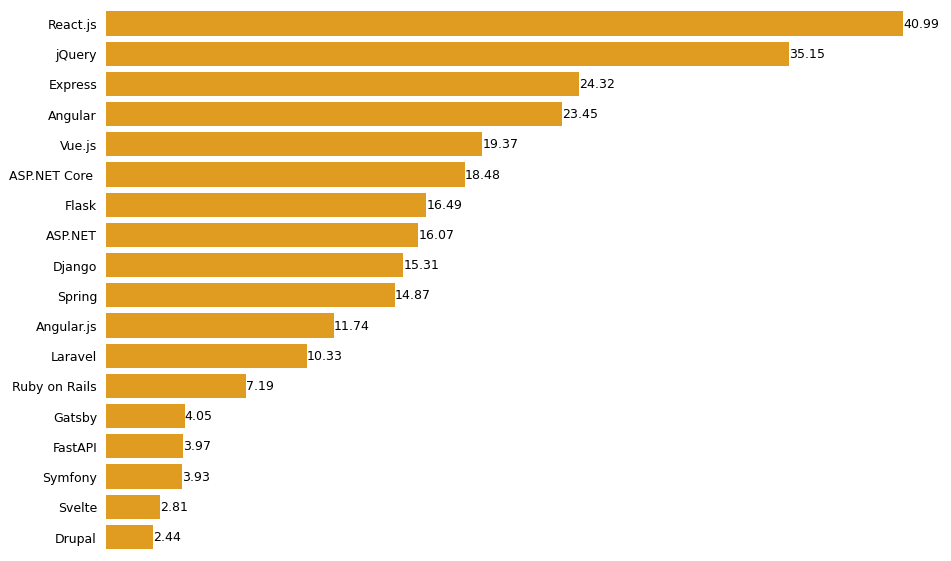 React.js 40.99
jQuery 35.15
Express 24.32
Angular 23.45
Vue.js 19.37
ASP.NET Core 18.48
Flask 16.49
ASP.NET 16.07
Django 15.31
Spring 14.87
Angular.js 11.74
Laravel 10.33
Ruby on Rails 7.19
Gatsby 4.05
FastAPI 3.97
Symfony 3.93
Svelte 2.81
Drupal 2.44